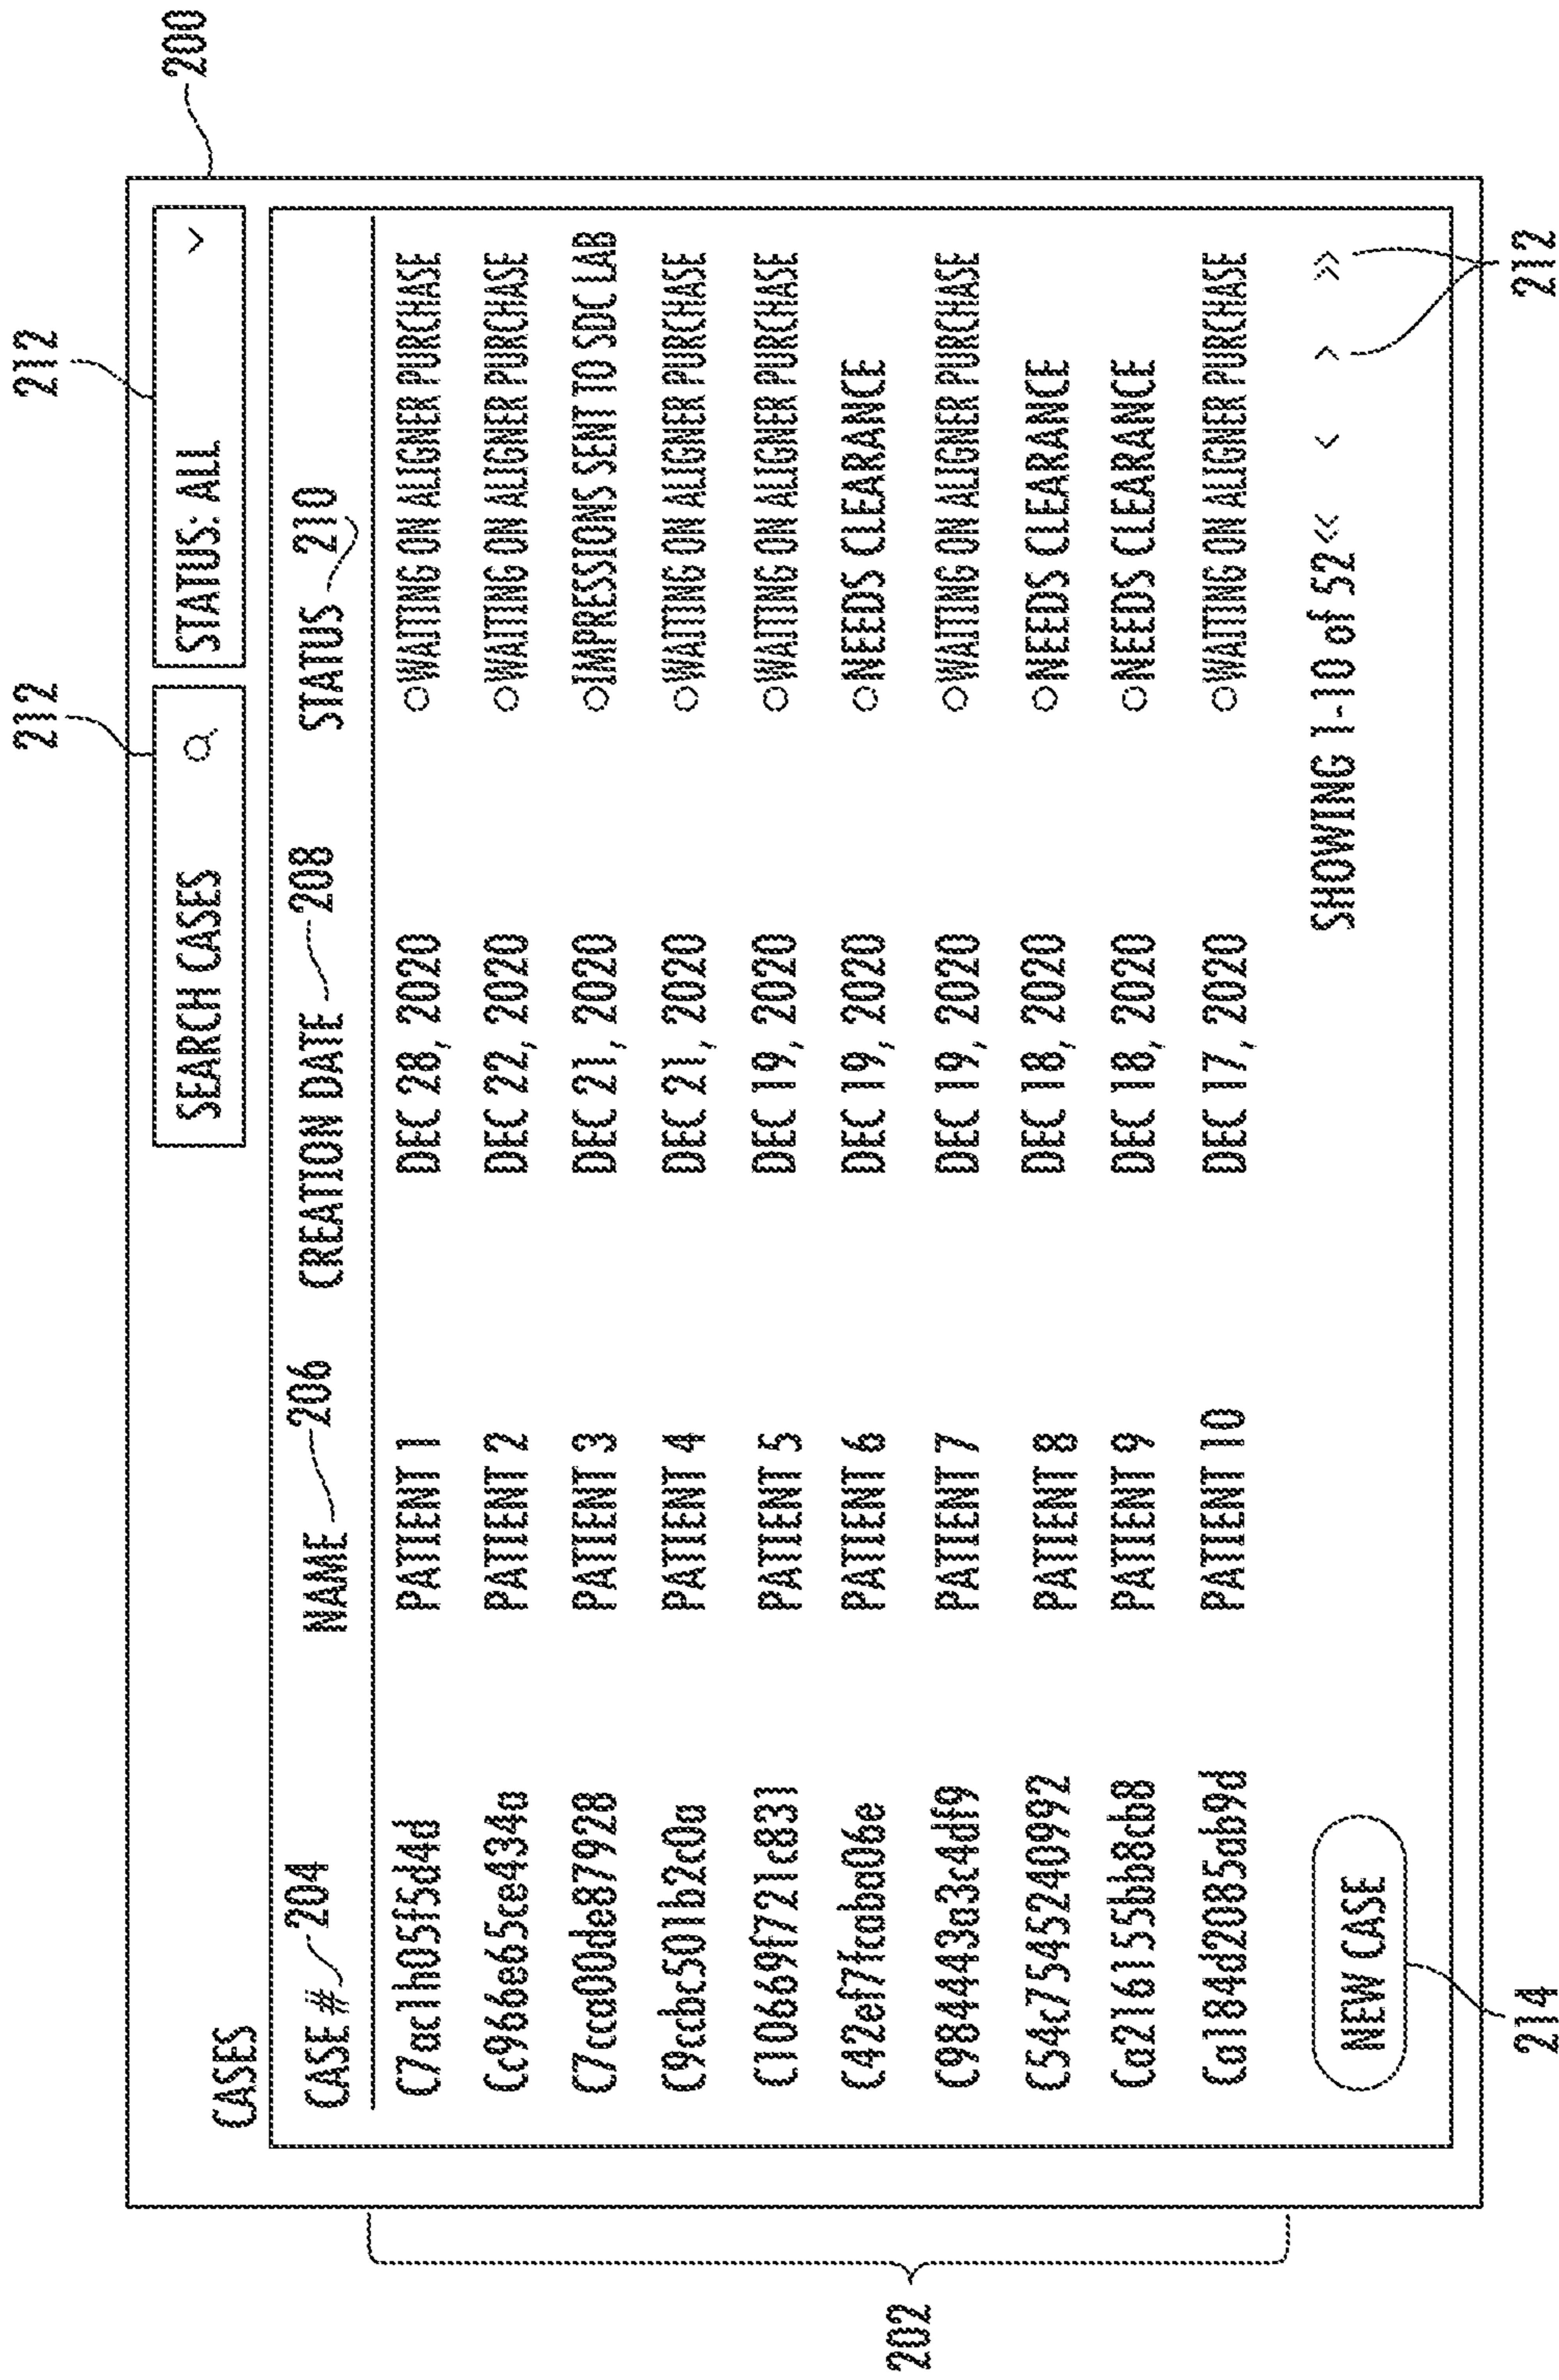 212 212 200
SEARCH CASES STATUS: ALL
CASES
CASE # 204 NAME 206 CREATION DATE 208 STATUS 210
C7ac1h05f5d4d PATIENT 1 DEC 28, 2020 WAITING ON ALIGNER PURCHASE
Cc966e65ce434a PATIENT 2 DEC 22, 2020 WAITING ON ALIGNER PURCHASE
C7cca00de87928 PATIENT 3 DEC 21, 2020 IMPRESSIONS SENT TO SDC LAB
C9ccbc501b2c0a PATIENT 4 DEC 21, 2020 WAITING ON ALIGNER PURCHASE
C10669f721c831 PATIENT 5 DEC 19, 2020 WAITING ON ALIGNER PURCHASE
C42ef7fcaba06e PATIENT 6 DEC 19, 2020 NEEDS CLEARANCE
C98443a3c4df9 PATIENT 7 DEC 19, 2020 WAITING ON ALIGNER PURCHASE
C54c7545240992 PATIENT 8 DEC 18, 2020 NEEDS CLEARANCE
Ca216155bb8cb8 PATIENT 9 DEC 18, 2020 NEEDS CLEARANCE
Ca184d2085ab9d PATIENT 10 DEC 17, 2020 WAITING ON ALIGNER PURCHASE
202
NEW CASE SHOWING 1-10 of 52 « < > »
214 212